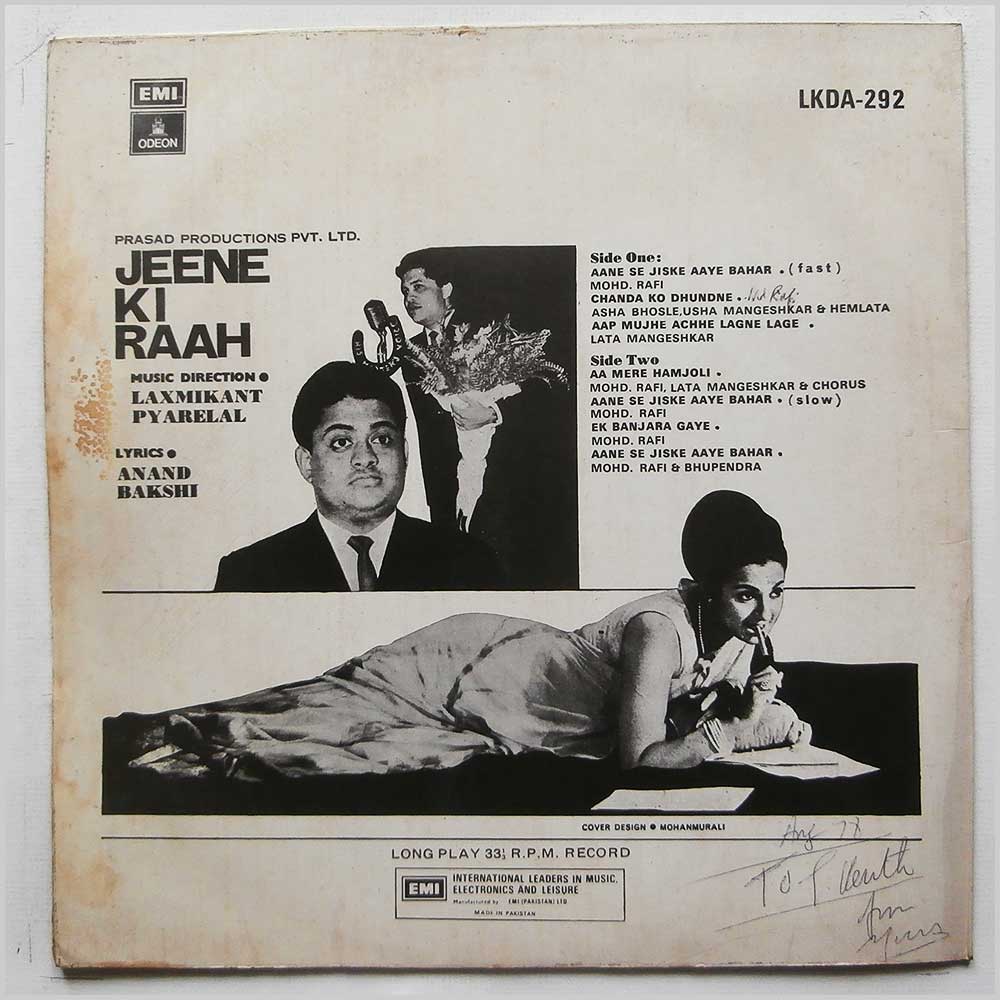 EMI
ODEON
LKDA-292
PRASAD PRODUCTIONS PVT. LTD.
JEENE
KI
RAAH
MUSIC DIRECTION ●
LAXMIKANT
PYARELAL
LYRICS ●
ANAND
BAKSHI
EMI
Side One:
AANE SE JISKE AAYE BAHAR • (fast)
MOHD. RAFI
CHANDA KO DHUNDNE • Md Rafi
ASHA BHOSLE,USHA MANGESHKAR & HEMLATA
AAP MUJHE ACHHE LAGNE LAGE •
LATA MANGESHKAR
Side Two
AA MERE HAMJOLI •
MOHD. RAFI, LATA MANGESHKAR & CHORUS
AANE SE JISKE AAYE BAHAR • (slow)
MOHD. RAFI
EK BANJARA GAYE •
MOHD. RAFI
AANE SE JISKE AAYE BAHAR •
MOHD. RAFI & BHUPENDRA
COVER DESIGN ● MOHANMURALI
LONG PLAY 33⅓ R.P.M. RECORD
EMI
INTERNATIONAL LEADERS IN MUSIC,
ELECTRONICS AND LEISURE
Manufactured by EMI (PAKISTAN) LTD
MADE IN PAKISTAN
Aug 78
To